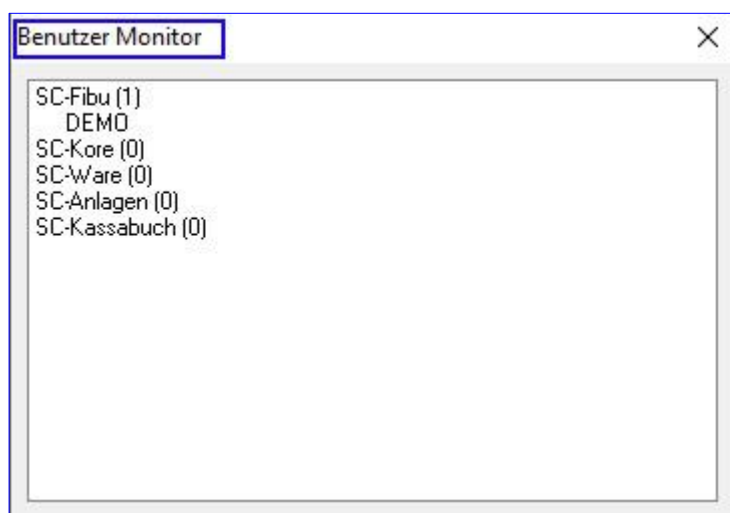 Benutzer Monitor
SC-Fibu (1)
DEMO
SC-Kore (0)
SC-Ware (0)
SC-Anlagen (0)
SC-Kassabuch (0)